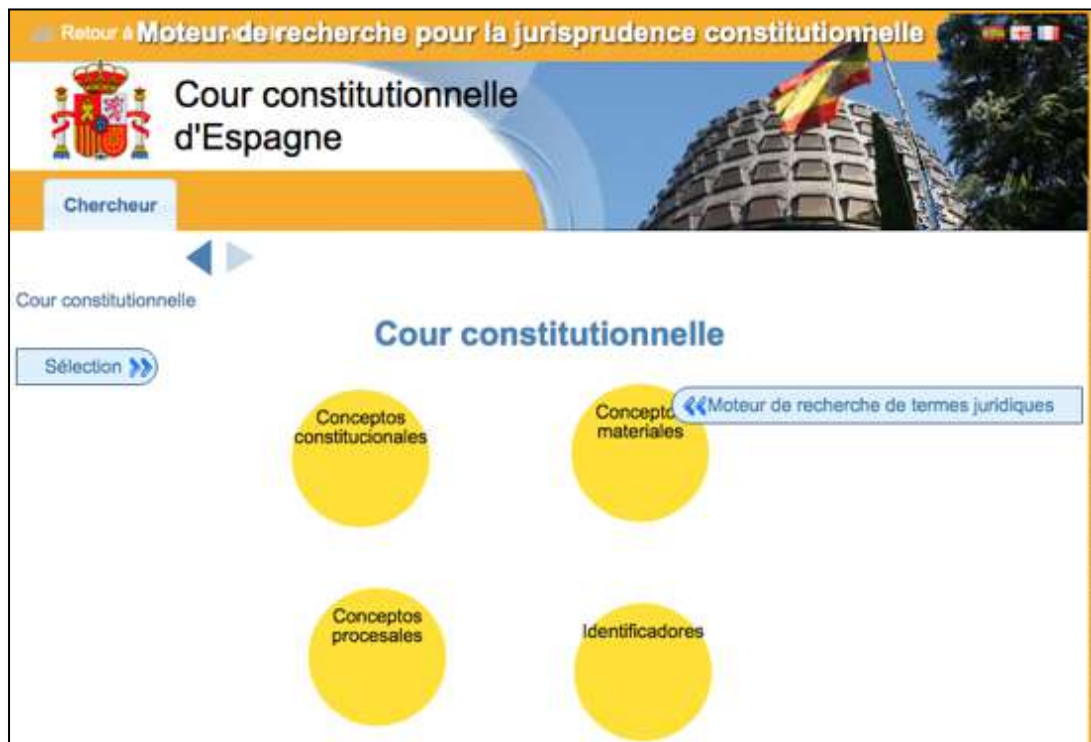 Retour à
Moteur de recherche pour la jurisprudence constitutionnelle
Cour constitutionnelle
d'Espagne
Chercheur
Cour constitutionnelle
Cour constitutionnelle
Sélection
Moteur de recherche de termes juridiques
Conceptos
constitucionales
materiales
Conceptos
procesales
Identificadores